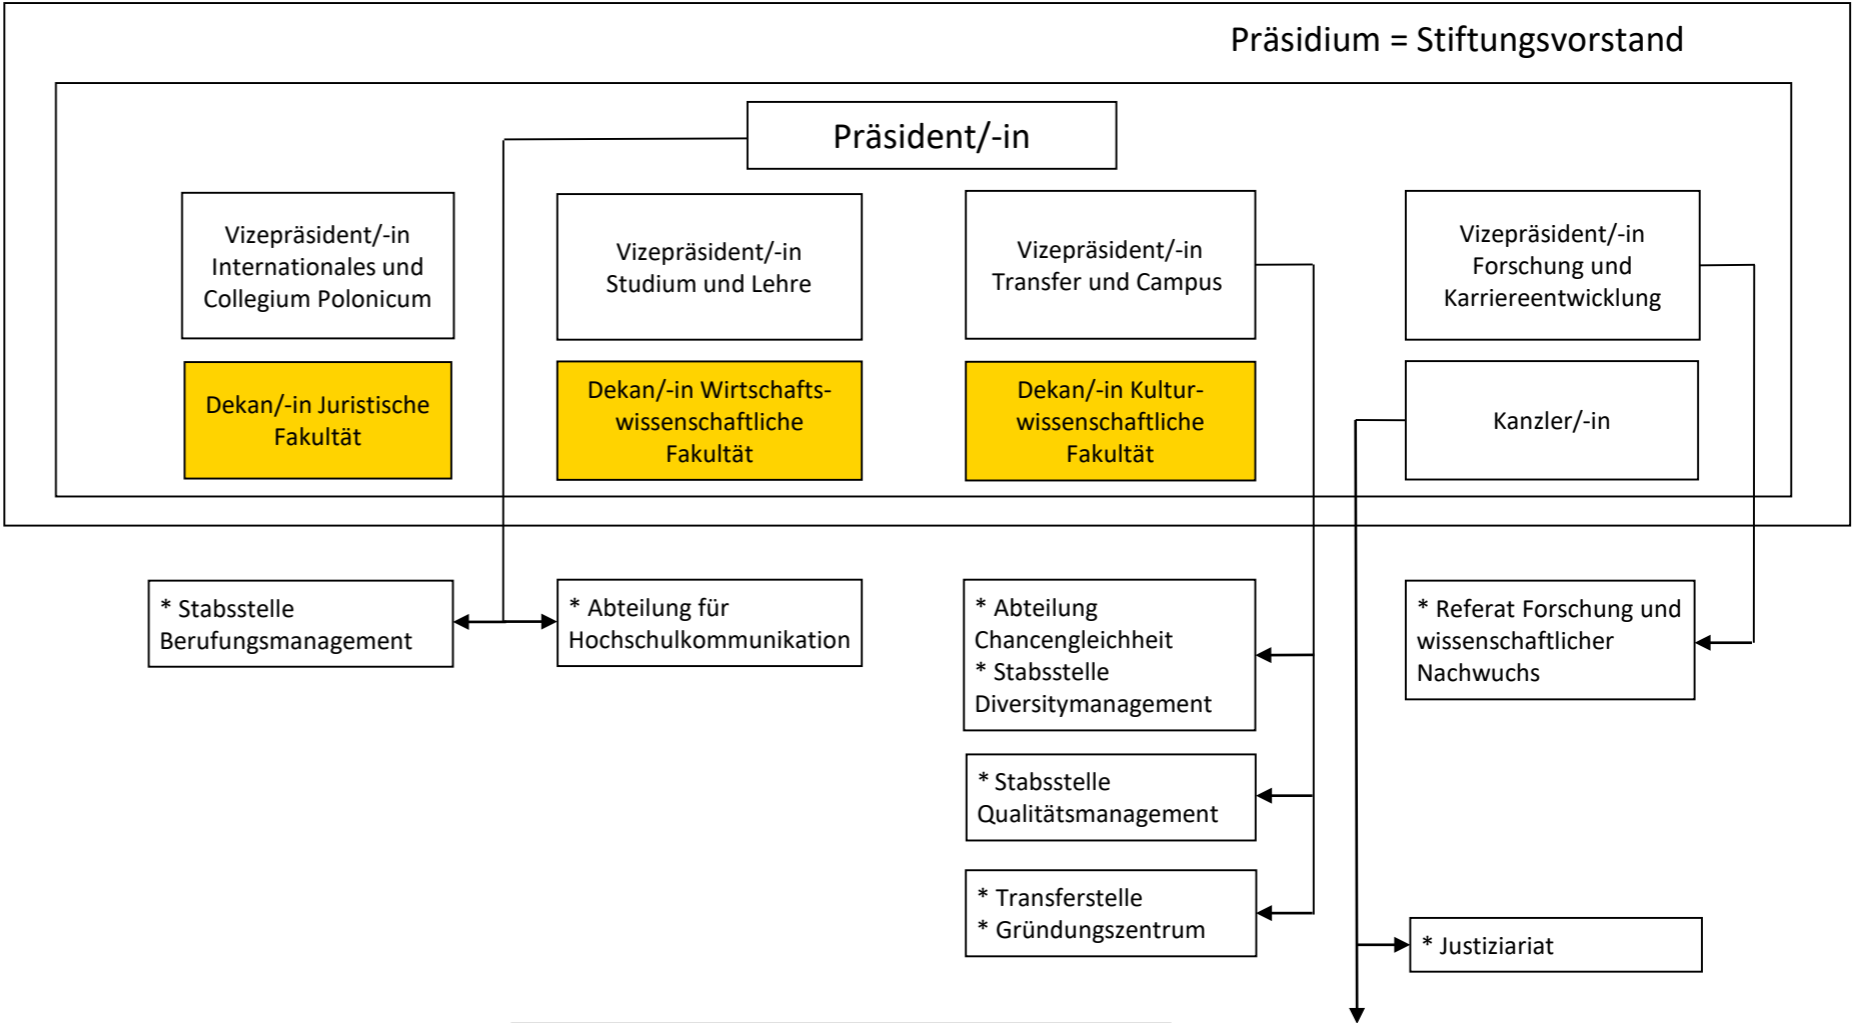 Präsidium = Stiftungsvorstand
Präsident/-in
Vizepräsident/-in
Internationales und
Collegium Polonicum
Vizepräsident/-in
Studium und Lehre
Vizepräsident/-in
Transfer und Campus
Vizepräsident/-in
Forschung und
Karriereentwicklung
Dekan/-in Juristische
Fakultät
Dekan/-in Wirtschafts-
wissenschaftliche
Fakultät
Dekan/-in Kultur-
wissenschaftliche
Fakultät
Kanzler/-in
* Stabsstelle
Berufungsmanagement
* Abteilung für
Hochschulkommunikation
* Abteilung
Chancengleichheit
* Stabsstelle
Diversitymanagement
* Referat Forschung und
wissenschaftlicher
Nachwuchs
* Stabsstelle
Qualitätsmanagement
* Transferstelle
* Gründungszentrum
* Justiziariat